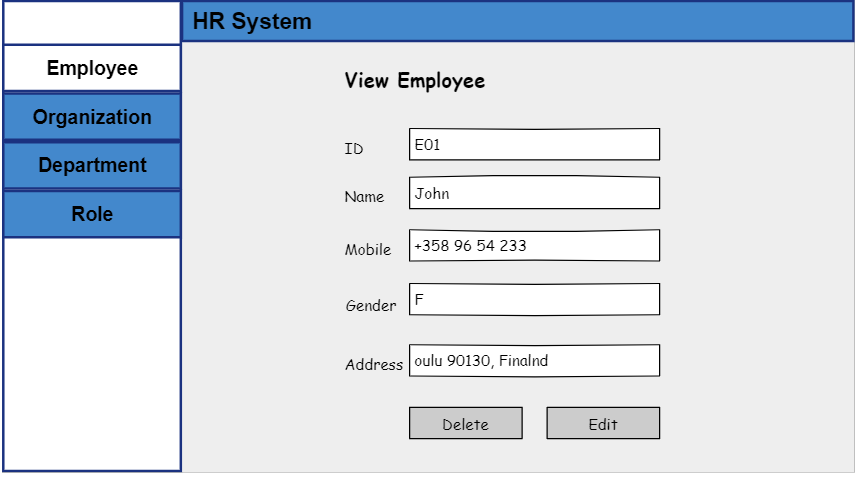 HR System
Employee
Organization
Department
Role
View Employee
ID E01
Name John
Mobile +358 96 54 233
Gender F
Address oulu 90130, Finalnd
Delete Edit